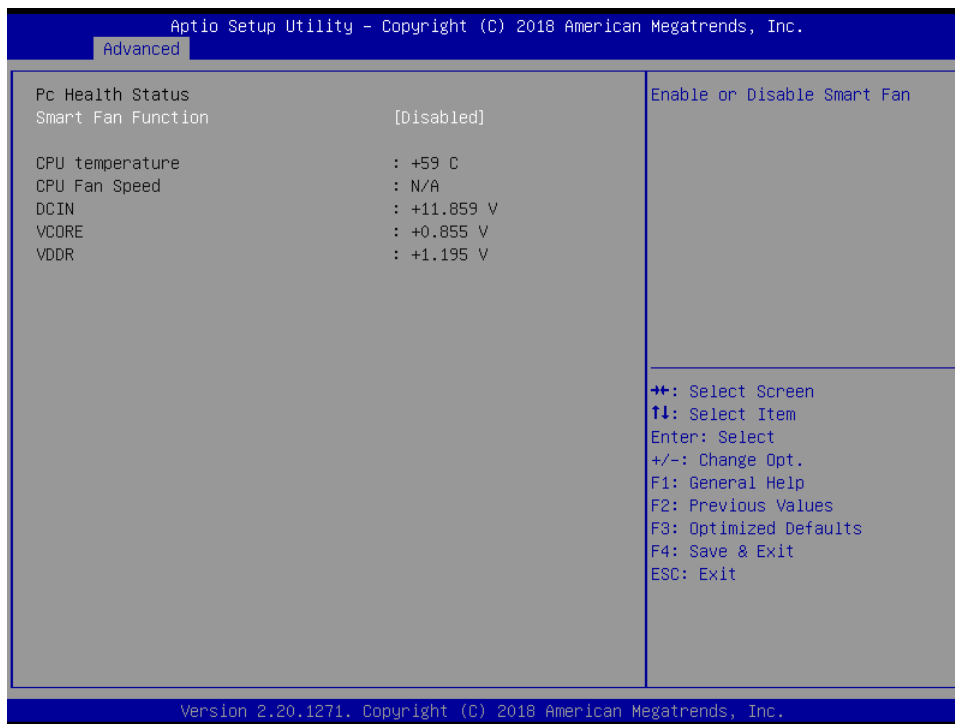 Aptio Setup Utility – Copyright (C) 2018 American Megatrends, Inc.
Advanced
Pc Health Status
Smart Fan Function [Disabled]
CPU temperature : +59 C
CPU Fan Speed : N/A
DCIN : +11.859 V
VCORE : +0.855 V
VDDR : +1.195 V
Enable or Disable Smart Fan
→←: Select Screen
↑↓: Select Item
Enter: Select
+/-: Change Opt.
F1: General Help
F2: Previous Values
F3: Optimized Defaults
F4: Save & Exit
ESC: Exit
Version 2.20.1271. Copyright (C) 2018 American Megatrends, Inc.